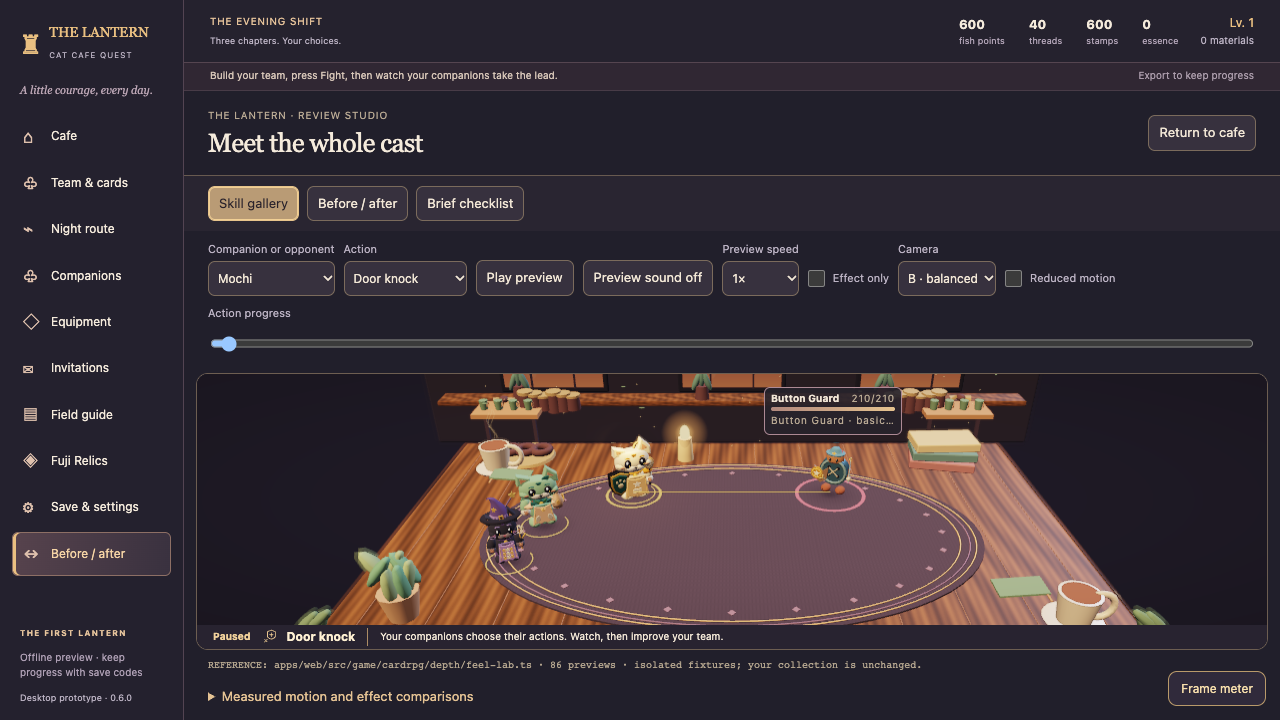 THE LANTERN
CAT CAFE QUEST
A little courage, every day.
Cafe
Team & cards
Night route
Companions
Equipment
Invitations
Field guide
Fuji Relics
Save & settings
Before / after
THE FIRST LANTERN
Offline preview · keep
progress with save codes
Desktop prototype · 0.6.0
THE EVENING SHIFT
Three chapters. Your choices.
600 fish points
40 threads
600 stamps
0 essence
Lv. 1
0 materials
Build your team, press Fight, then watch your companions take the lead.
Export to keep progress
THE LANTERN · REVIEW STUDIO
Meet the whole cast
Return to cafe
Skill gallery
Before / after
Brief checklist
Companion or opponent
Mochi
Action
Door knock
Play preview
Preview sound off
Preview speed
1×
Effect only
Camera
B · balanced
Reduced motion
Action progress
Button Guard 210/210
Button Guard · basic…
Paused
Door knock
Your companions choose their actions. Watch, then improve your team.
REFERENCE: apps/web/src/game/cardrpg/depth/feel-lab.ts · 86 previews · isolated fixtures; your collection is unchanged.
Measured motion and effect comparisons
Frame meter